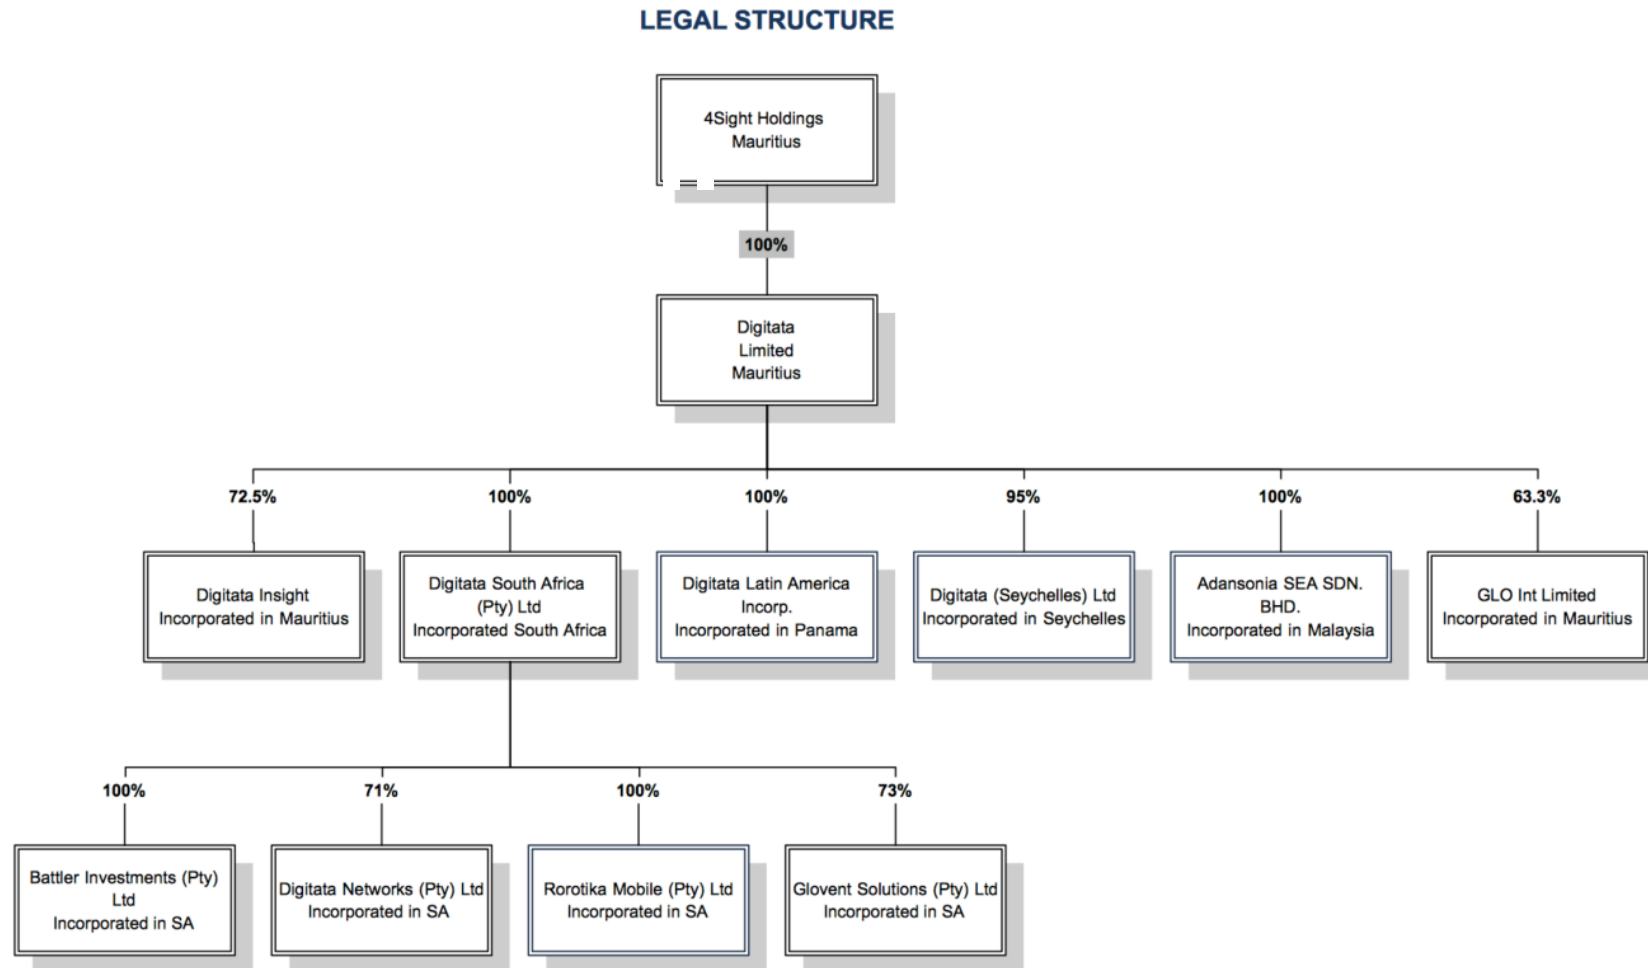 LEGAL STRUCTURE
4Sight Holdings
Mauritius
100%
Digitata
Limited
Mauritius
72.5%
100%
100%
95%
100%
63.3%
Digitata Insight
Incorporated in Mauritius
Digitata South Africa
(Pty) Ltd
Incorporated South Africa
Digitata Latin America
Incorp.
Incorporated in Panama
Digitata (Seychelles) Ltd
Incorporated in Seychelles
Adansonia SEA SDN.
BHD.
Incorporated in Malaysia
GLO Int Limited
Incorporated in Mauritius
100%
71%
100%
73%
Battler Investments (Pty)
Ltd
Incorporated in SA
Digitata Networks (Pty) Ltd
Incorporated in SA
Rorotika Mobile (Pty) Ltd
Incorporated in SA
Glovent Solutions (Pty) Ltd
Incorporated in SA